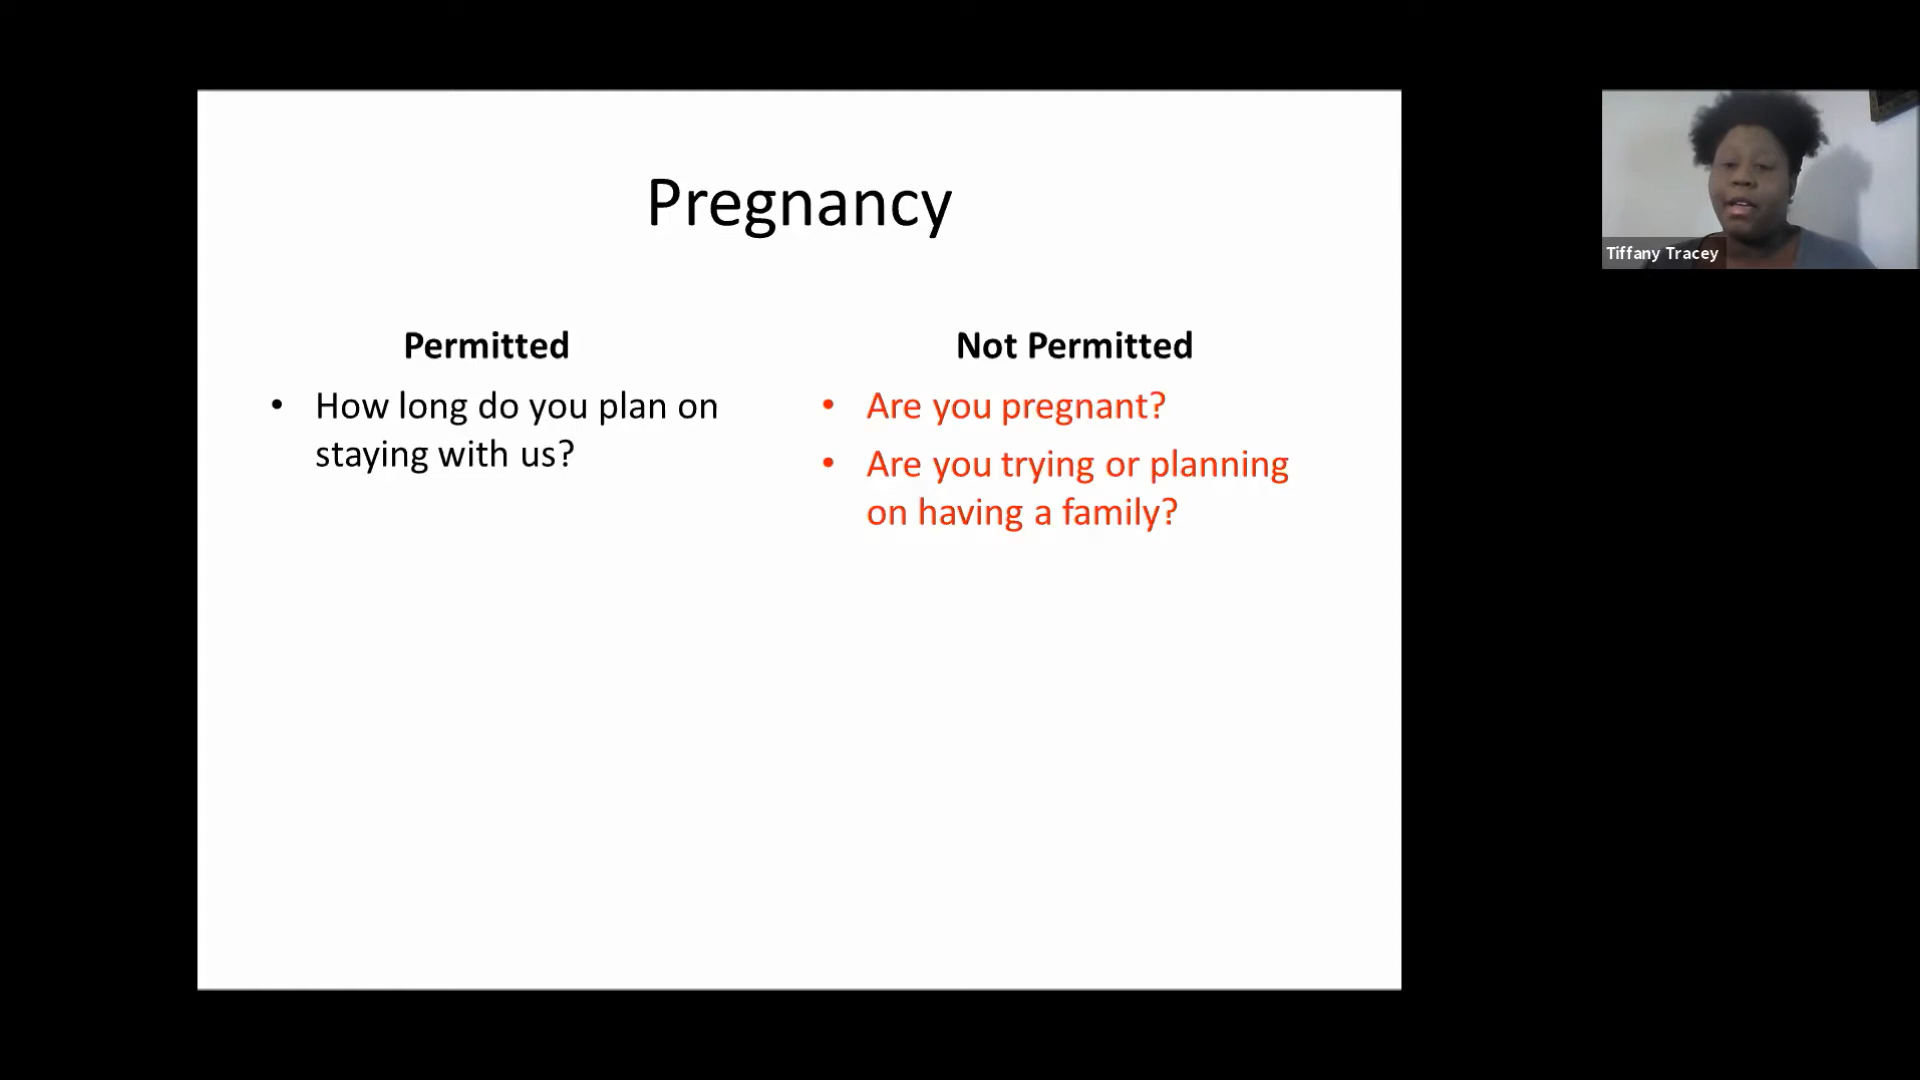 Pregnancy
Permitted
• How long do you plan on
staying with us?
Not Permitted
• Are you pregnant?
• Are you trying or planning
on having a family?
Tiffany Tracey